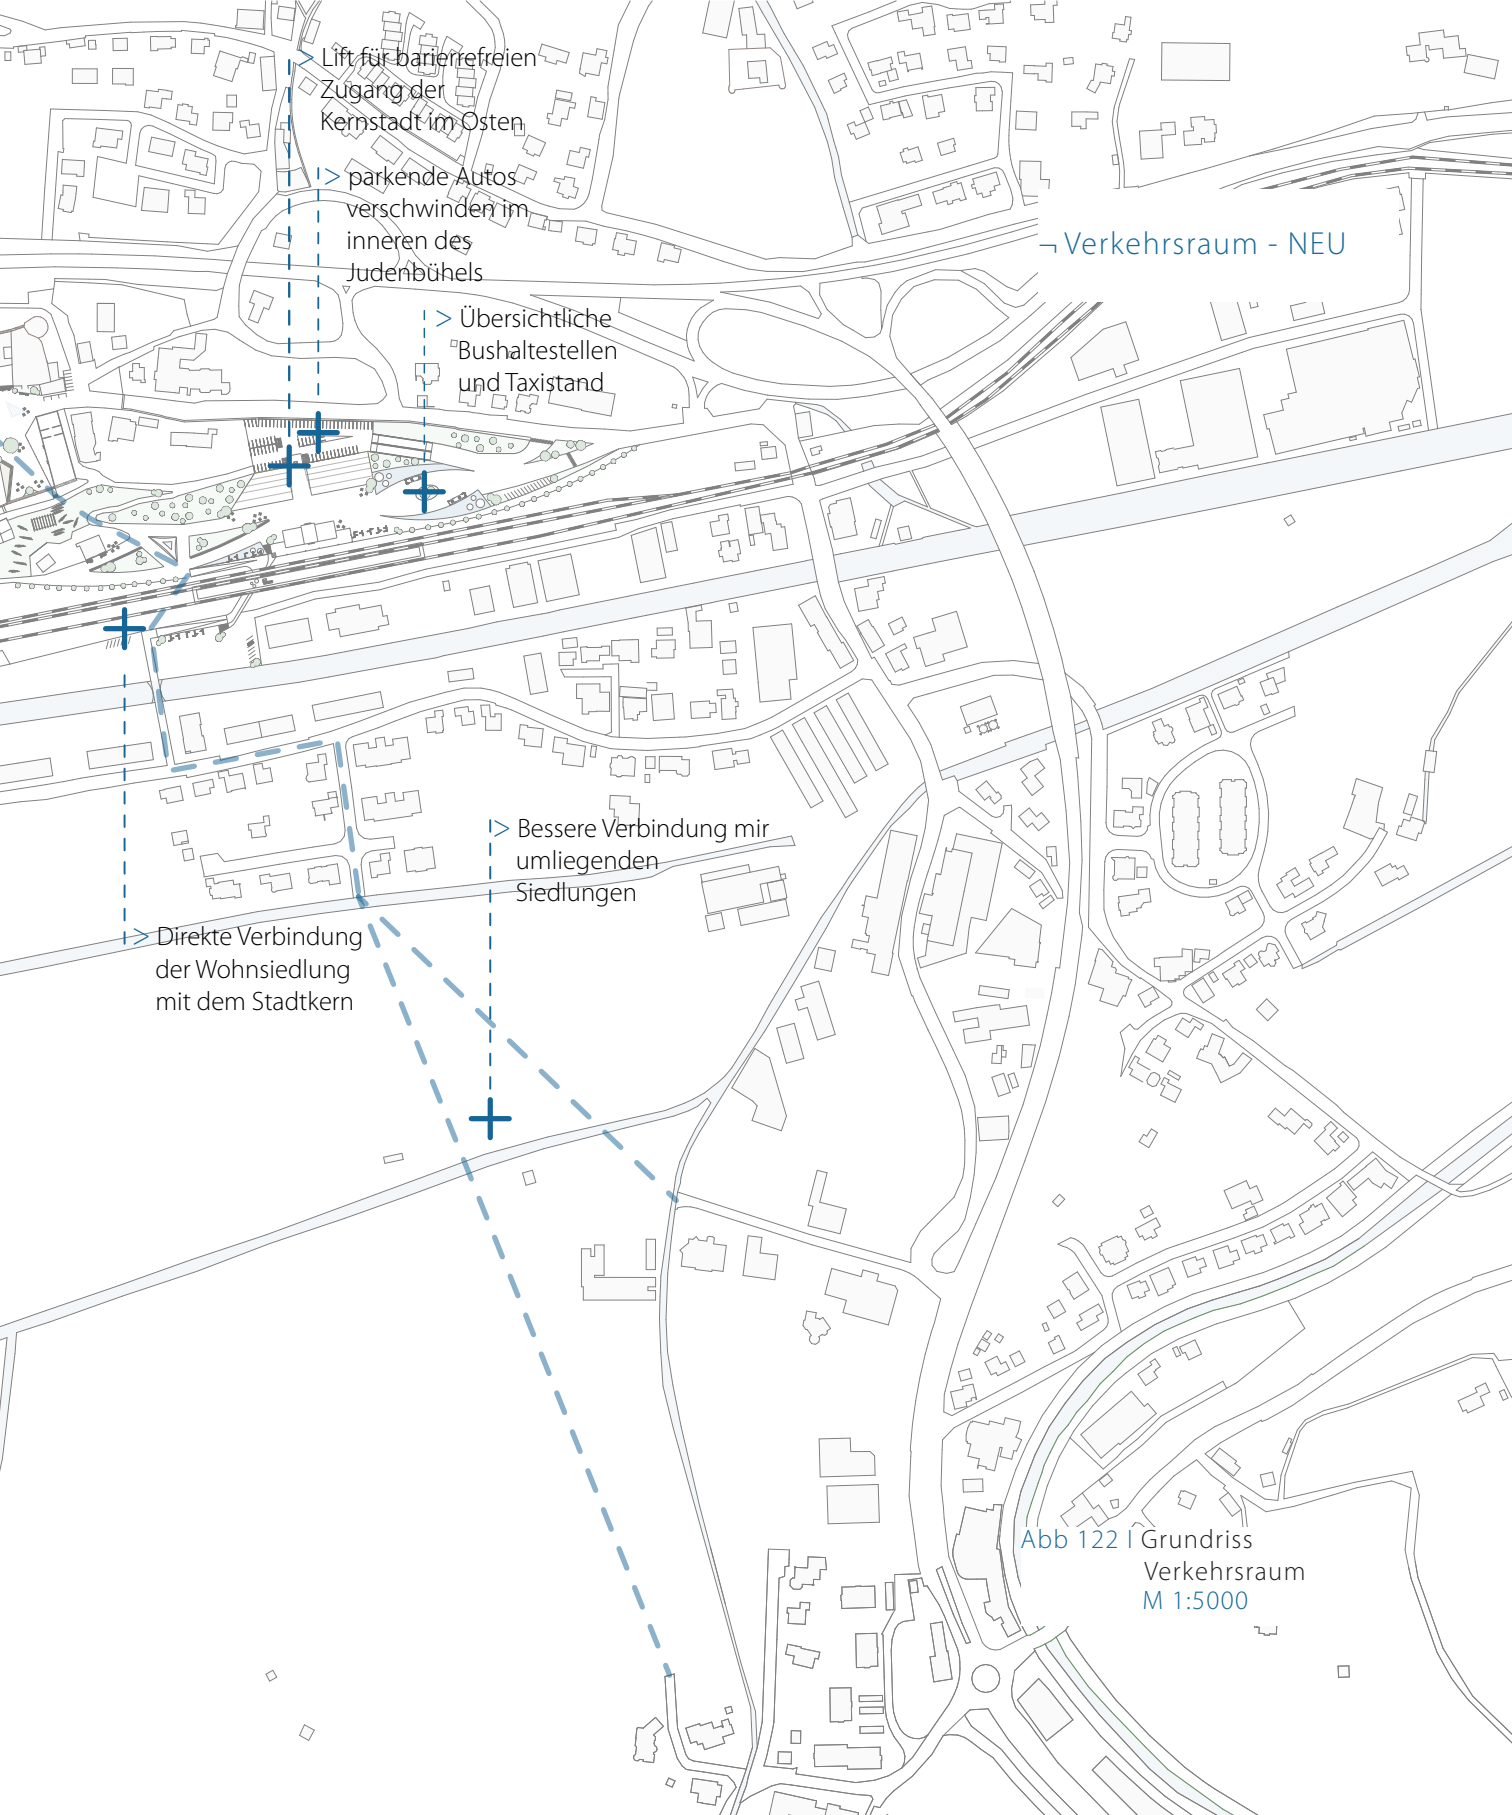 > Lift für barierrefreien
Zugang der
Kernstadt im Osten
> parkende Autos
verschwinden im
inneren des
Judenbühels
¬ Verkehrsraum - NEU
> Übersichtliche
Bushaltestellen
und Taxistand
> Bessere Verbindung mir
umliegenden
Siedlungen
> Direkte Verbindung
der Wohnsiedlung
mit dem Stadtkern
Abb 122 I Grundriss
Verkehrsraum
M 1:5000